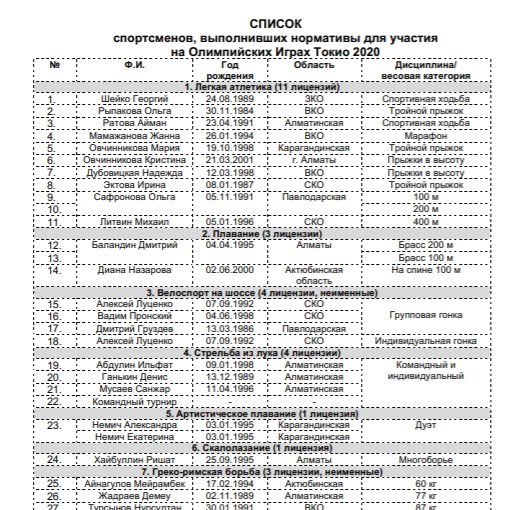 СПИСОК
спортсменов, выполнивших нормативы для участия
на Олимпийских Играх Токио 2020
№ Ф.И. Год рождения Область Дисциплина/ весовая категория
1. Легкая атлетика (11 лицензий)
1. Шейко Георгий 24.08.1989 ЗКО Спортивная ходьба
2. Рыпакова Ольга 30.11.1984 ВКО Тройной прыжок
3. Ратова Айман 23.04.1991 Алматинская Спортивная ходьба
4. Мамажанова Жанна 26.01.1994 ВКО Марафон
5. Овчинникова Мария 19.10.1998 Карагандинская Тройной прыжок
6. Овчинникова Кристина 21.03.2001 г. Алматы Прыжки в высоту
7. Дубовицкая Надежда 12.03.1998 ВКО Прыжки в высоту
8. Эктова Ирина 08.01.1987 СКО Тройной прыжок
9. Сафронова Ольга 05.11.1991 Павлодарская 100 м
10. 200 м
11. Литвин Михаил 05.01.1996 СКО 400 м
2. Плавание (3 лицензии)
12. Баландин Дмитрий 04.04.1995 Алматы Брасс 200 м
13. Брасс 100 м
14. Диана Назарова 02.06.2000 Актюбинская область На спине 100 м
3. Велоспорт на шоссе (4 лицензии, неименные)
15. Алексей Луценко 07.09.1992 СКО Групповая гонка
16. Вадим Пронский 04.06.1998 СКО
17. Дмитрий Груздев 13.03.1986 Павлодарская
18. Алексей Луценко 07.09.1992 СКО Индивидуальная гонка
4. Стрельба из лука (4 лицензии)
19. Абдулин Ильфат 09.01.1998 Алматинская Командный и индивидуальный
20. Ганькин Денис 13.12.1989 Алматинская
21. Мусаев Санжар 11.04.1996 Алматинская
22. Командный турнир - -
5. Артистическое плавание (1 лицензия)
23. Немич Александра 03.01.1995 Карагандинская Дуэт
Немич Екатерина 03.01.1995 Карагандинская
6. Скалолазание (1 лицензия)
24. Хайбуллин Ришат 25.09.1995 Алматы Многоборье
7. Греко-римская борьба (3 лицензии, неименные)
25. Айнагулов Мейрамбек 17.02.1994 Актюбинская 60 кг
26. Жадраев Демеу 02.11.1989 Алматинская 77 кг
27. Турсынов Нурсултан 30.01.1991 ВКО 87 кг